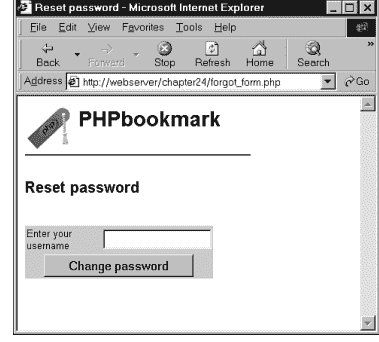 Reset password - Microsoft Internet Explorer
File Edit View Favorites Tools Help
Back Forward Stop Refresh Home Search »
Address http://webserver/chapter24/forgot_form.php Go
php
PHPbookmark
Reset password
Enter your
username
Change password